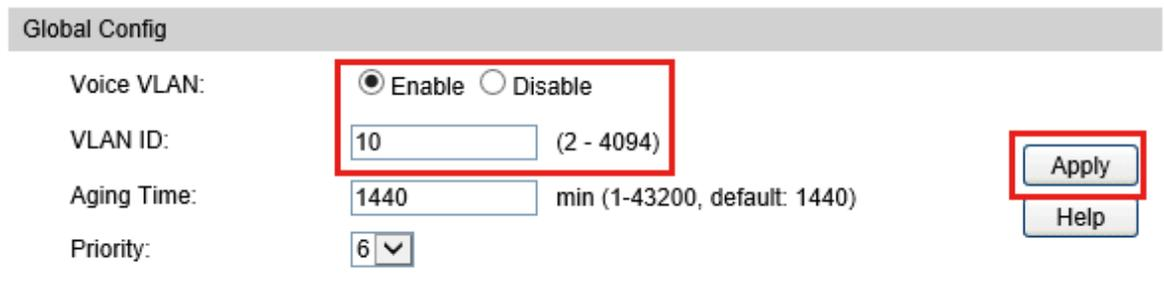 Global Config
Voice VLAN: Enable Disable
VLAN ID: 10 (2 - 4094)
Apply
Aging Time: 1440 min (1-43200, default: 1440)
Help
Priority: 6